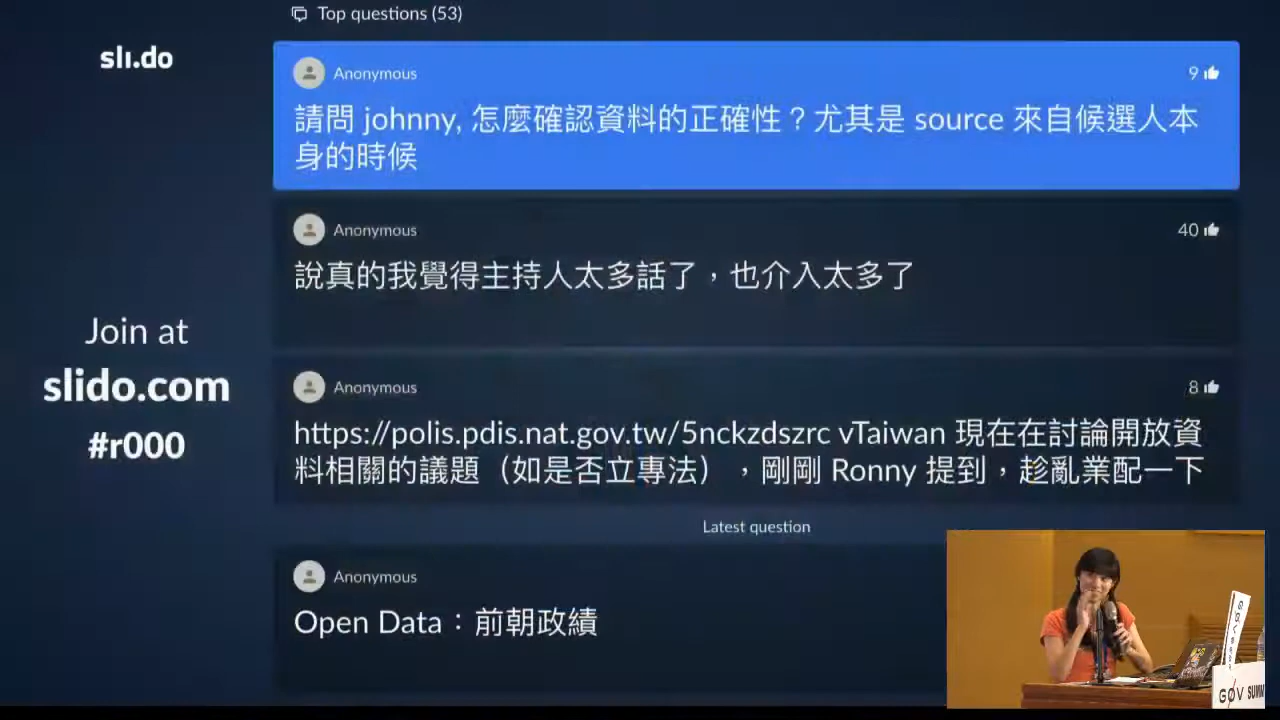 Top questions (53)
sli.do
Anonymous
9
請問 johnny, 怎麼確認資料的正確性？尤其是 source 來自候選人本
身的時候
Anonymous
40
說真的我覺得主持人太多話了，也介入太多了
Join at
slido.com
#r000
Anonymous
8
https://polis.pdis.nat.gov.tw/5nckzdszrc vTaiwan 現在在討論開放資
料相關的議題（如是否立專法），剛剛 Ronny 提到，趁亂業配一下
Latest question
Anonymous
Open Data：前朝政績
GØV SUMM